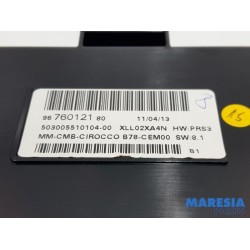 96 760121 80 11/04/13
503005510104-00 XLL02XA4N HW:PRS3
MM-CMB-CIROCCO B78-CEM00 SW:8.1
B1
MARESIA